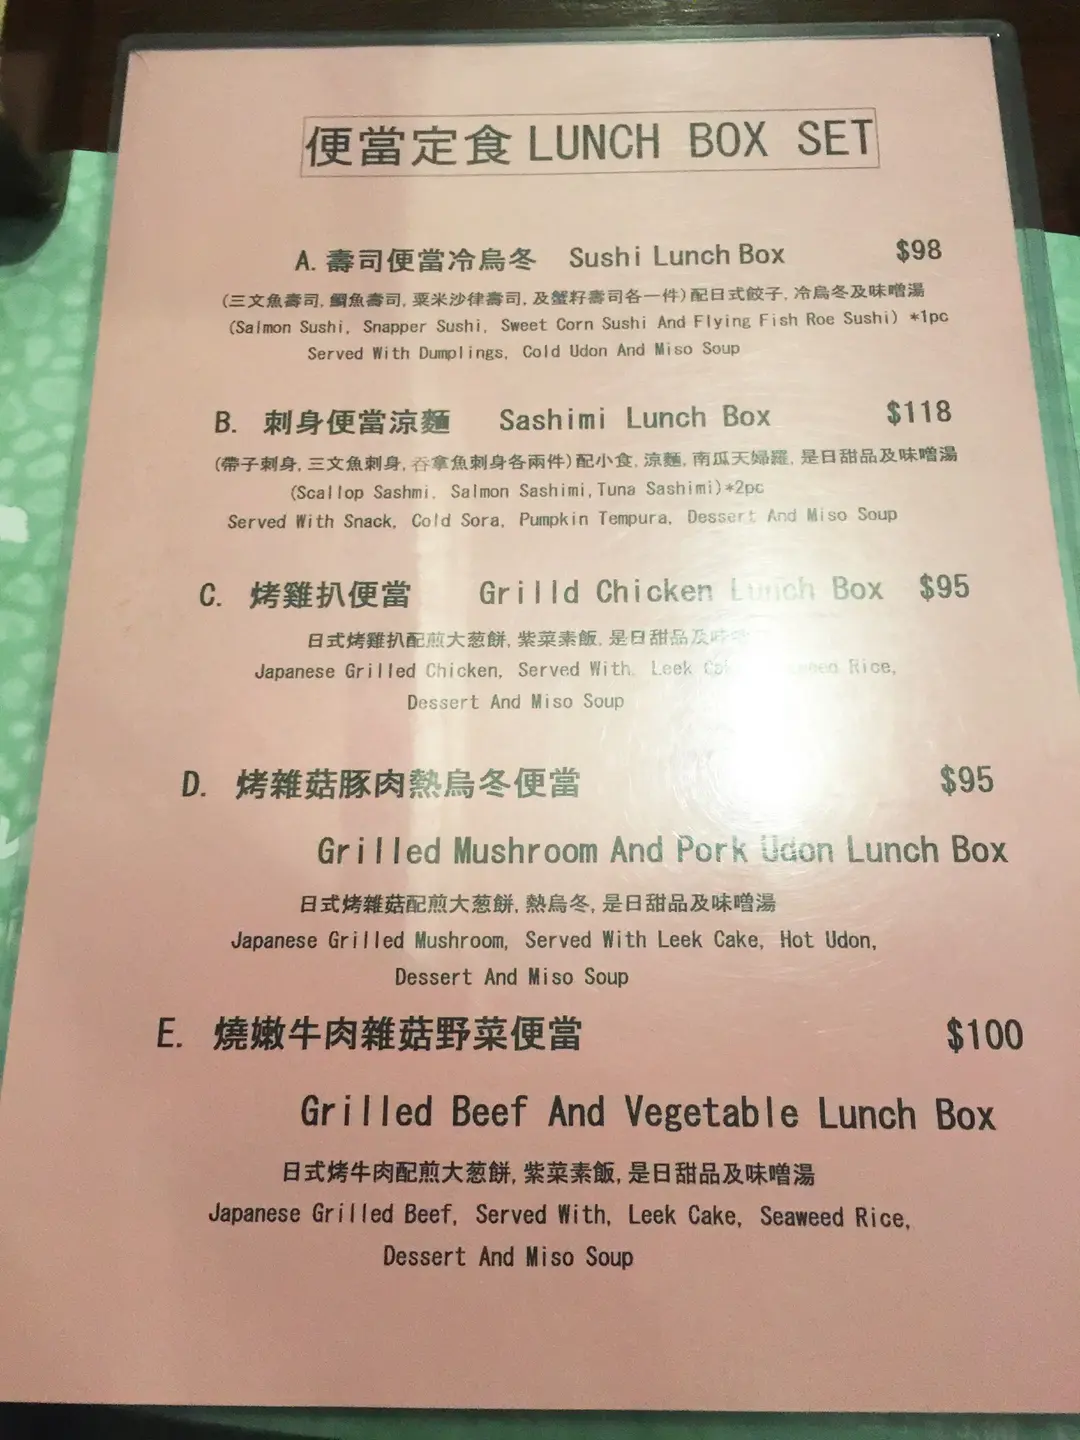 便當定食 LUNCH BOX SET
A. 壽司便當冷烏冬 Sushi Lunch Box $98
(三文魚壽司, 鯛魚壽司, 粟米沙律壽司, 及蟹籽壽司各一件) 配日式餃子, 冷烏冬及味噌湯
(Salmon Sushi, Snapper Sushi, Sweet Corn Sushi And Flying Fish Roe Sushi) *1pc
Served With Dumplings, Cold Udon And Miso Soup
B. 刺身便當涼麵 Sashimi Lunch Box $118
(帶子刺身, 三文魚刺身, 吞拿魚刺身各兩件) 配小食, 涼麵, 南瓜天婦羅, 是日甜品及味噌湯
(Scallop Sashmi, Salmon Sashimi, Tuna Sashimi)*2pc
Served With Snack, Cold Sora, Pumpkin Tempura, Dessert And Miso Soup
C. 烤雞扒便當 Grilld Chicken Lunch Box $95
日式烤雞扒配煎大葱餅, 紫菜素飯, 是日甜品及味
Japanese Grilled Chicken, Served With, Leek Rice,
Dessert And Miso Soup
D. 烤雜菇豚肉熱烏冬便當 $95
Grilled Mushroom And Pork Udon Lunch Box
日式烤雜菇配煎大葱餅, 熱烏冬, 是日甜品及味噌湯
Japanese Grilled Mushroom, Served With Leek Cake, Hot Udon,
Dessert And Miso Soup
E. 燒嫩牛肉雜菇野菜便當 $100
Grilled Beef And Vegetable Lunch Box
日式烤牛肉配煎大葱餅, 紫菜素飯, 是日甜品及味噌湯
Japanese Grilled Beef, Served With, Leek Cake, Seaweed Rice,
Dessert And Miso Soup